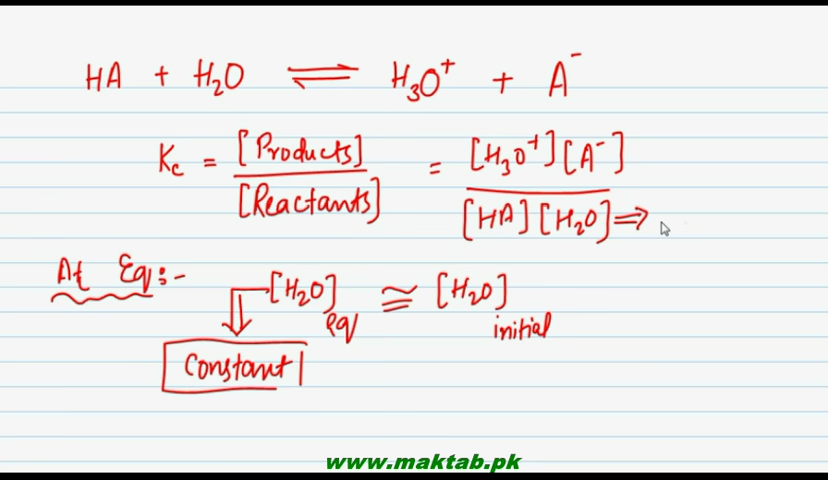 HA + H₂O ⇌ H₃O⁺ + A⁻
Kc = [Products] / [Reactants] = [H₃O⁺][A⁻] / [HA][H₂O] ⇒
At Eq:- [H₂O]eq ≅ [H₂O]initial
Constant
www.maktab.pk